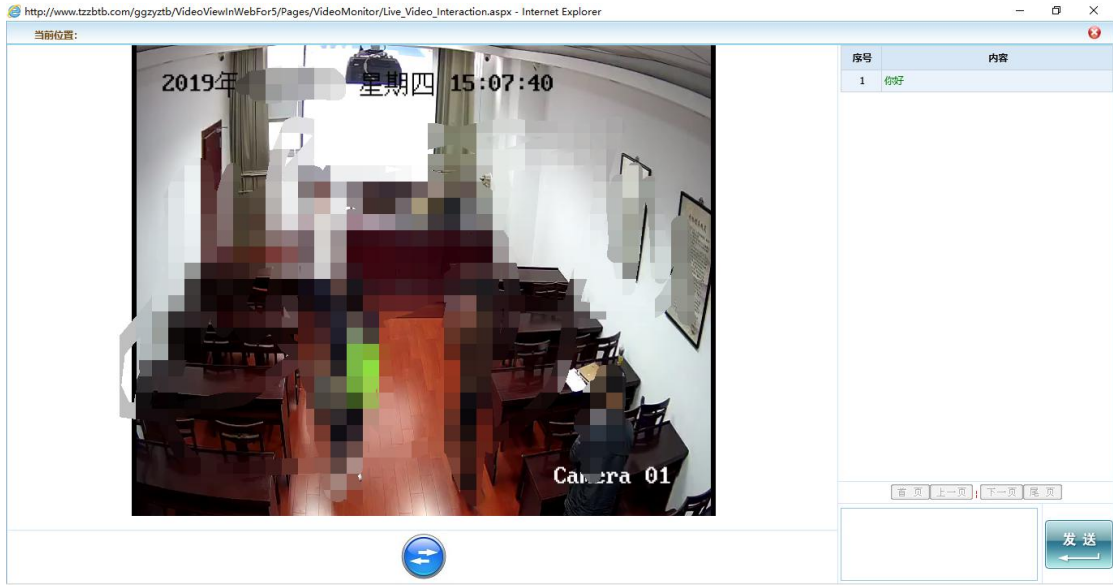 http://www.tzzbtb.com/ggzyztb/VideoViewInWebFor5/Pages/VideoMonitor/Live_Video_Interaction.aspx - Internet Explorer
当前位置:
序号 内容
2019年 星期四 15:07:40
1 你好
Camera 01
首 页 上一页 下一页 尾 页
发 送